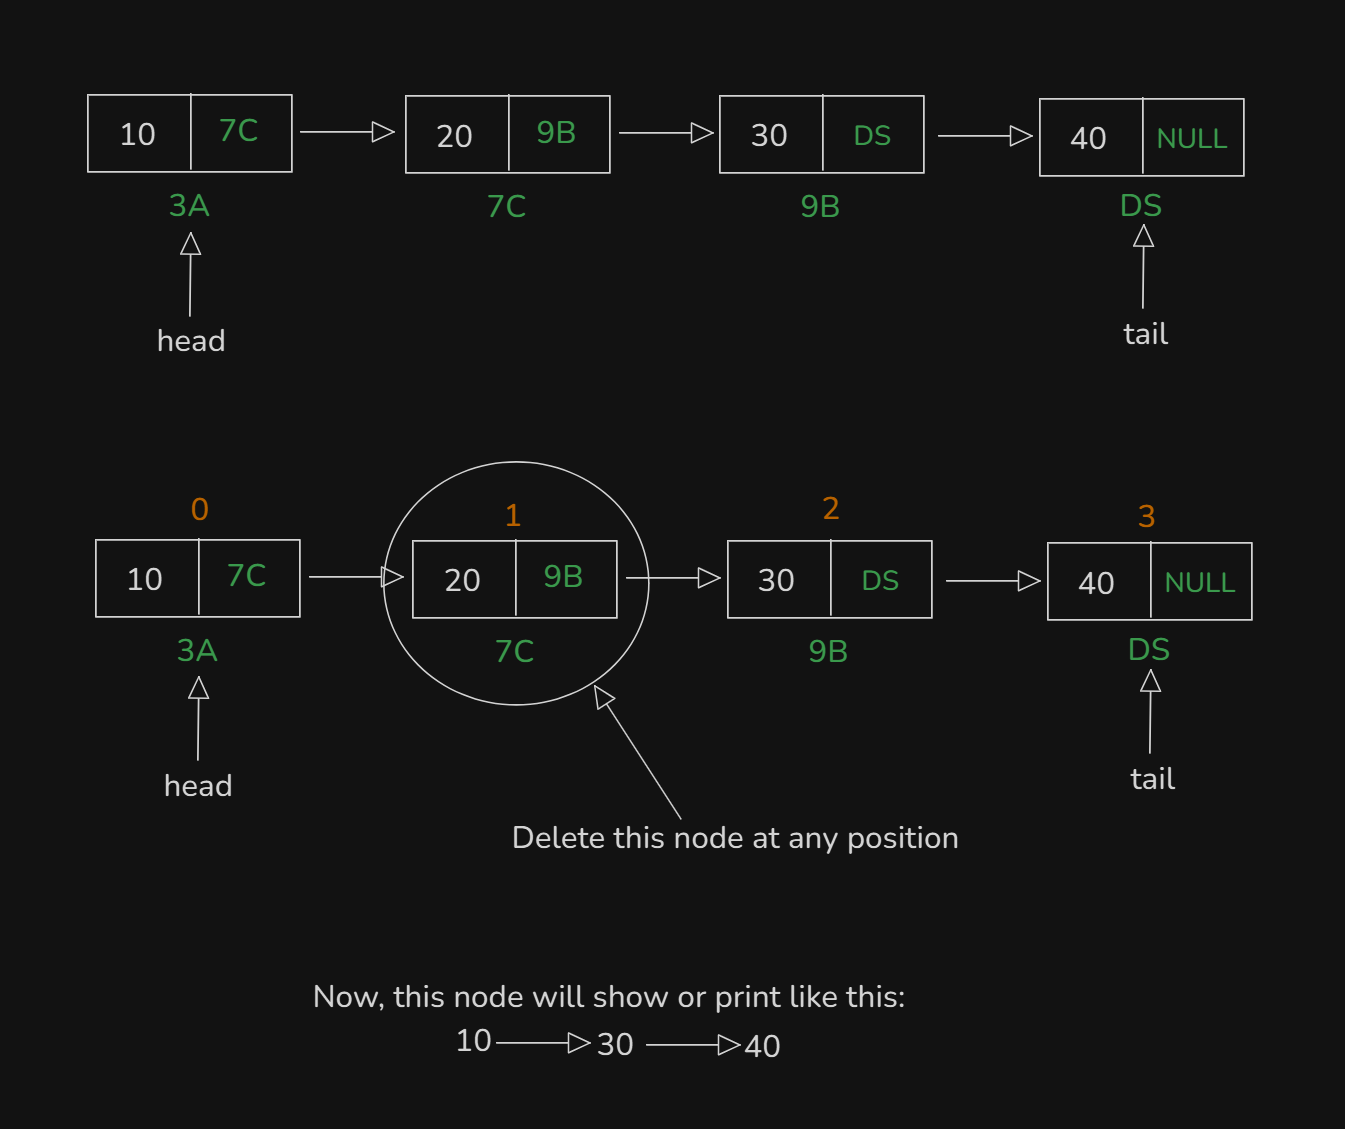 10 7C 20 9B 30 DS 40 NULL
3A 7C 9B DS
head tail
0 1 2 3
10 7C 20 9B 30 DS 40 NULL
3A 7C 9B DS
head tail
Delete this node at any position
Now, this node will show or print like this:
10 30 40